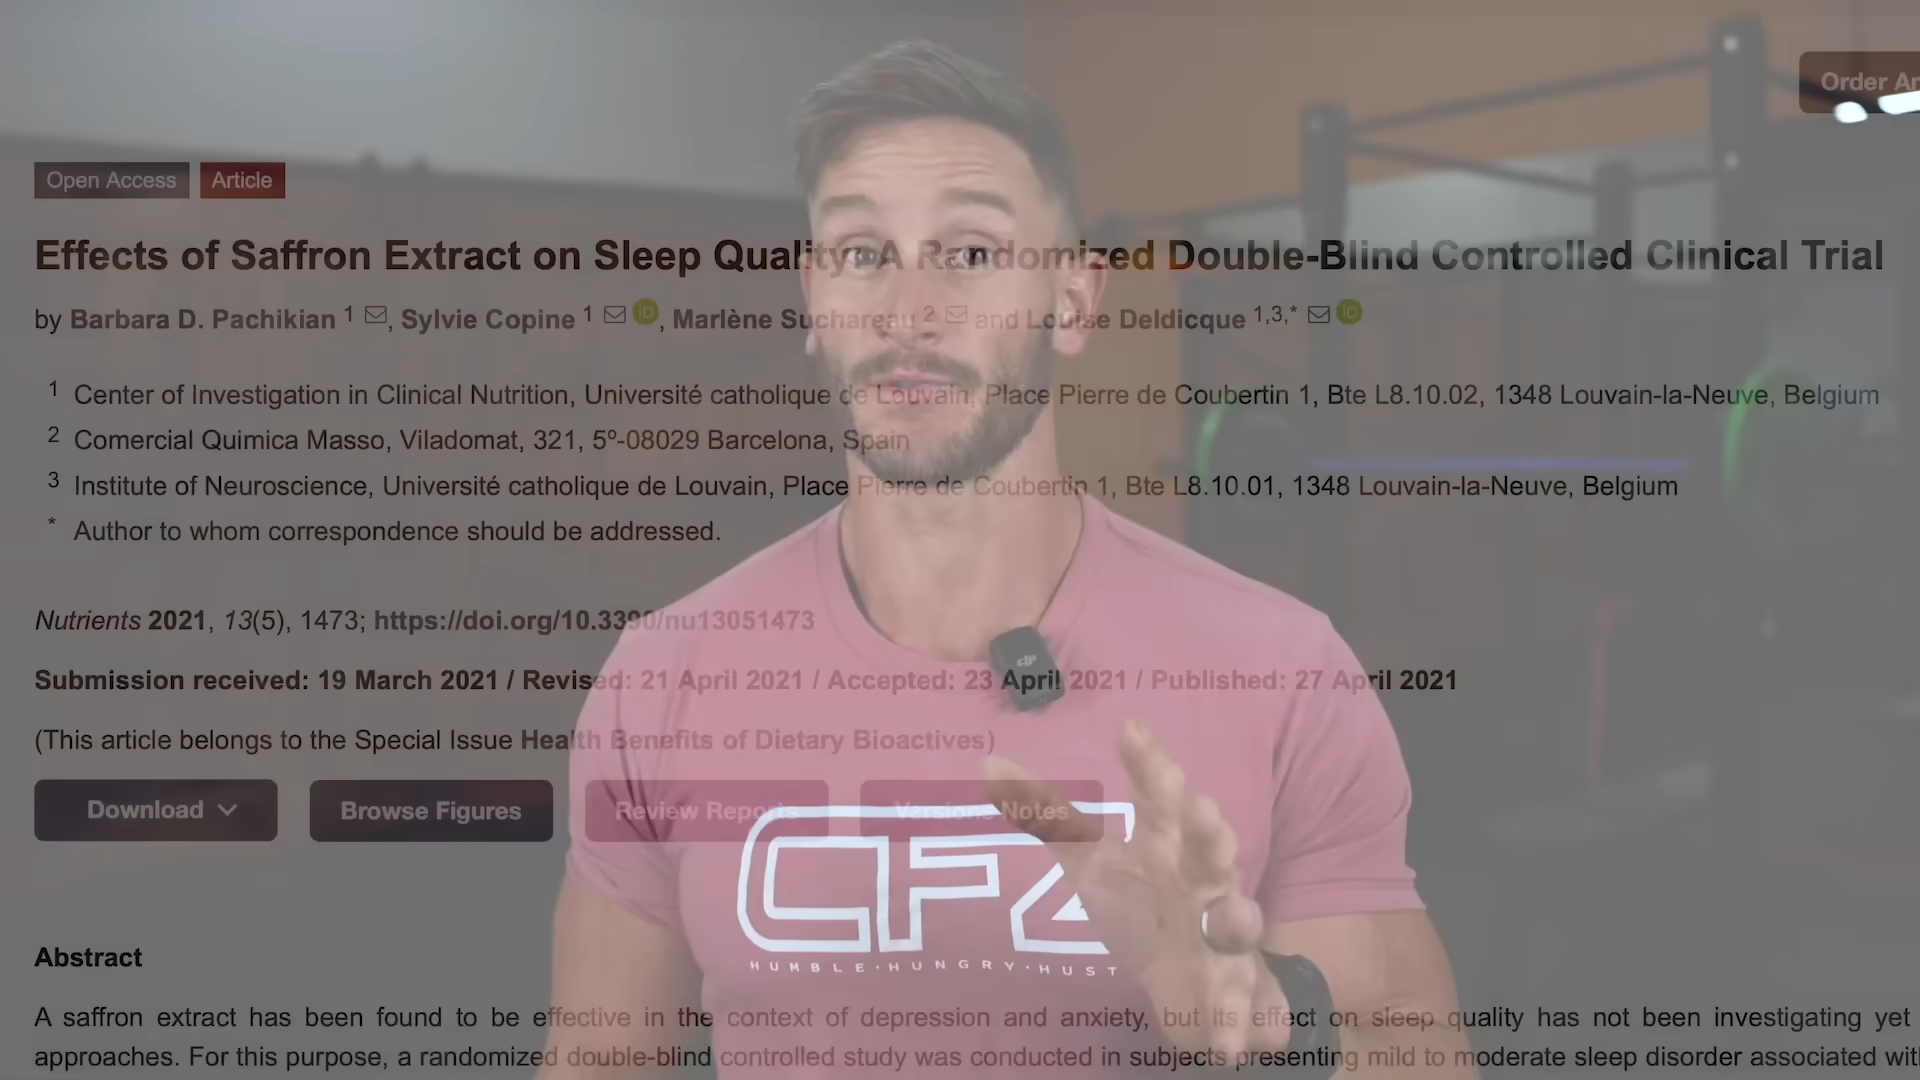 Order Ar
Open Access
Article
Effects of Saffron Extract on Sleep Quality: A Randomized Double-Blind Controlled Clinical Trial
by Barbara D. Pachikian 1, Sylvie Copine 1 iD, Marlène Suchareau 2 and Louise Deldicque 1,3,* iD
1 Center of Investigation in Clinical Nutrition, Université catholique de Louvain, Place Pierre de Coubertin 1, Bte L8.10.02, 1348 Louvain-la-Neuve, Belgium
2 Comercial Quimica Masso, Viladomat, 321, 5º-08029 Barcelona, Spain
3 Institute of Neuroscience, Université catholique de Louvain, Place Pierre de Coubertin 1, Bte L8.10.01, 1348 Louvain-la-Neuve, Belgium
* Author to whom correspondence should be addressed.
Nutrients 2021, 13(5), 1473; https://doi.org/10.3390/nu13051473
Submission received: 19 March 2021 / Revised: 21 April 2021 / Accepted: 23 April 2021 / Published: 27 April 2021
(This article belongs to the Special Issue Health Benefits of Dietary Bioactives)
Download
Browse Figures
Review Reports
Versions Notes
dji
CF
HUMBLE·HUNGRY·HUST
Abstract
A saffron extract has been found to be effective in the context of depression and anxiety, but its effect on sleep quality has not been investigating yet
approaches. For this purpose, a randomized double-blind controlled study was conducted in subjects presenting mild to moderate sleep disorder associated wit